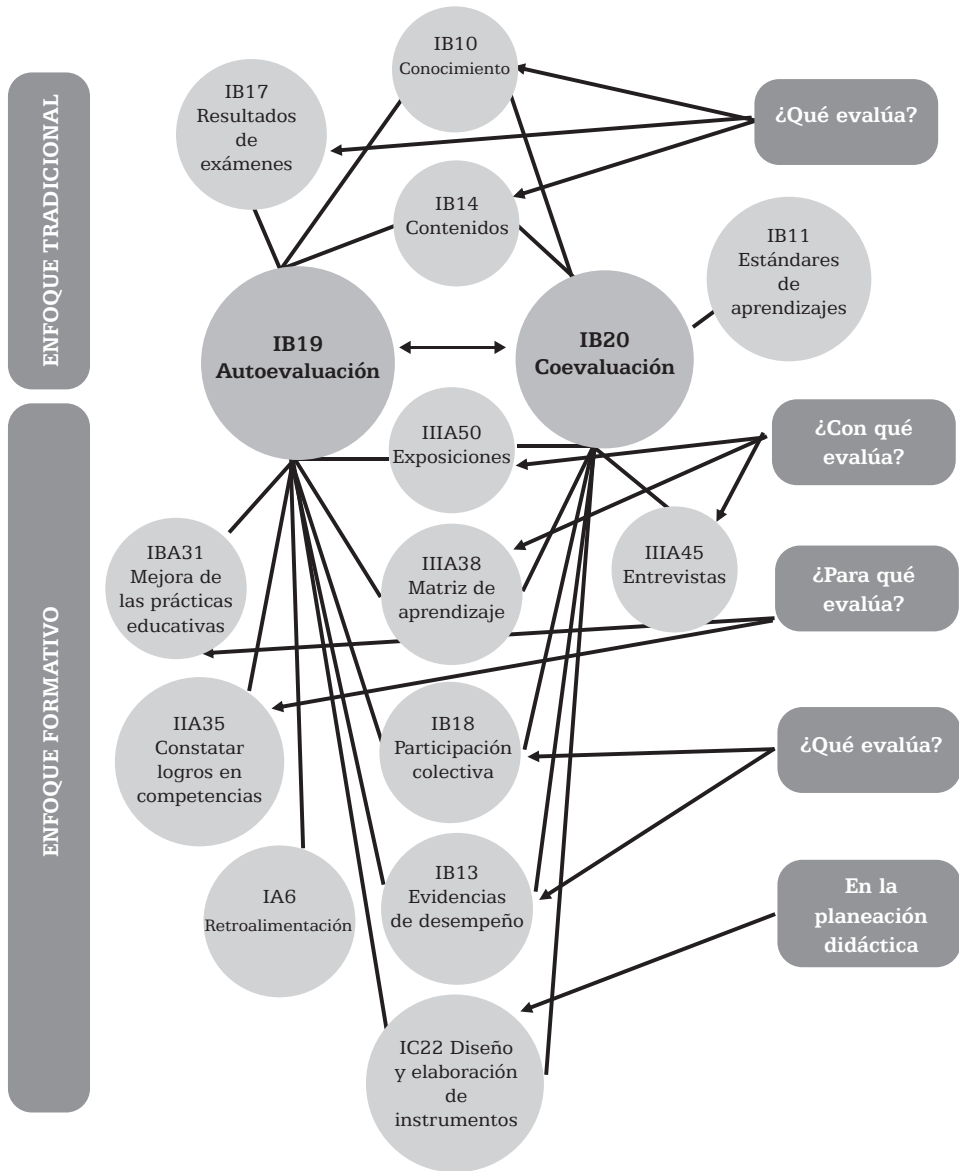 ENFOQUE TRADICIONAL
IB10
Conocimiento
IB17
Resultados
de
exámenes
¿Qué evalúa?
IB14
Contenidos
IB11
Estándares
de
aprendizajes
IB19
Autoevaluación
IB20
Coevaluación
ENFOQUE FORMATIVO
IIIA50
Exposiciones
¿Con qué
evalúa?
IBA31
Mejora de
las prácticas
educativas
IIIA38
Matriz de
aprendizaje
IIIA45
Entrevistas
¿Para qué
evalúa?
IIA35
Constatar
logros en
competencias
IB18
Participación
colectiva
¿Qué evalúa?
IA6
Retroalimentación
IB13
Evidencias
de desempeño
En la
planeación
didáctica
IC22 Diseño
y elaboración
de
instrumentos